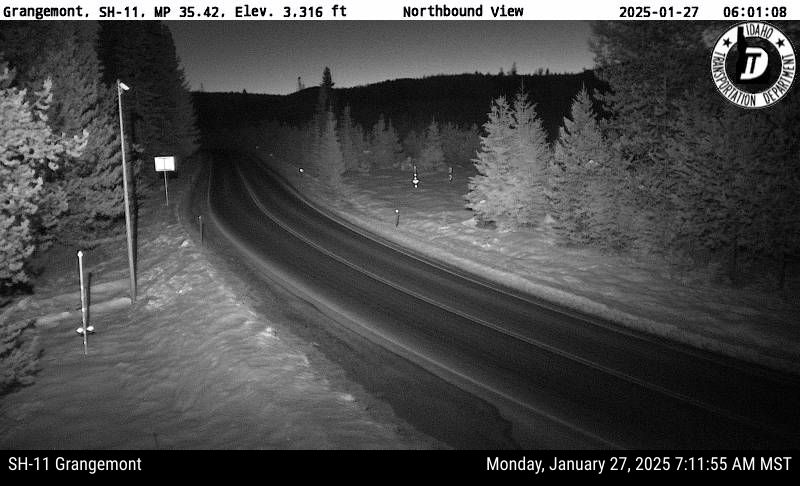 Grangemont, SH-11, MP 35.42, Elev. 3,316 ft Northbound View 2025-01-27 06:01:08
IDAHO
TRANSPORTATION DEPARTMENT
SH-11 Grangemont Monday, January 27, 2025 7:11:55 AM MST